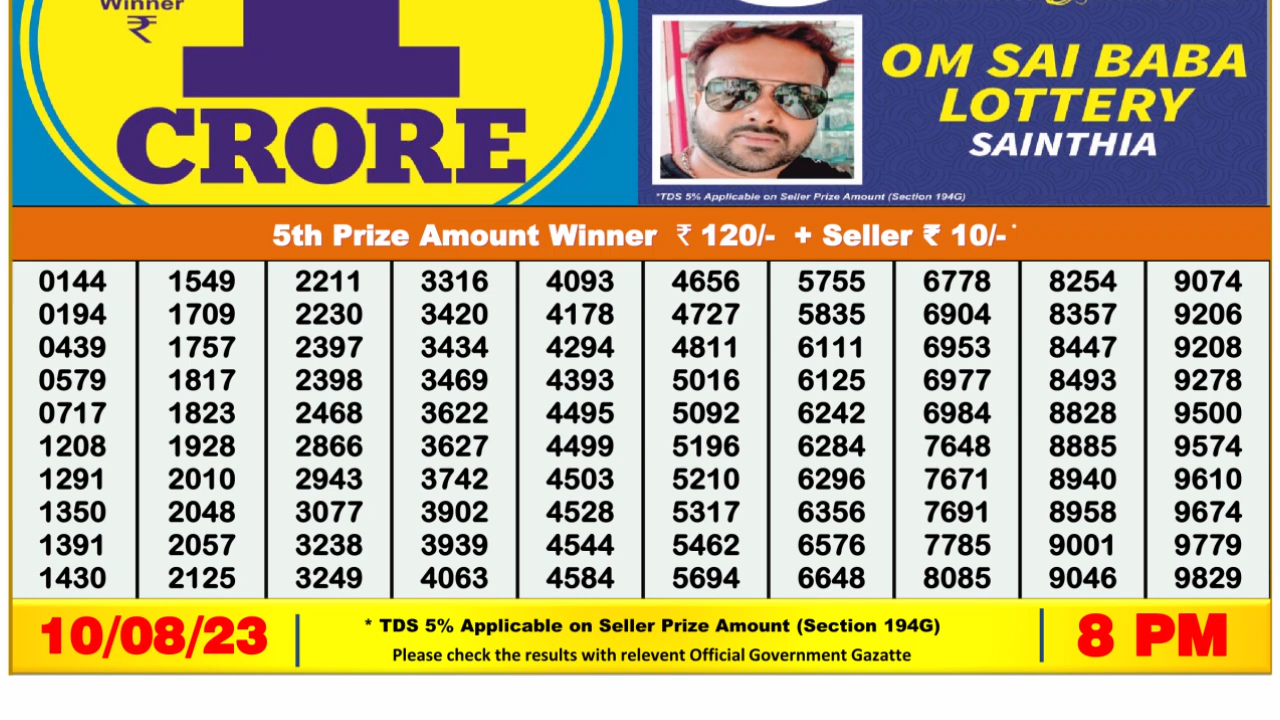 Winner
₹
1
CRORE
OM SAI BABA
LOTTERY
SAINTHIA
*TDS 5% Applicable on Seller Prize Amount (Section 194G)
5th Prize Amount Winner ₹ 120/- + Seller ₹ 10/- *
0144 1549 2211 3316 4093 4656 5755 6778 8254 9074
0194 1709 2230 3420 4178 4727 5835 6904 8357 9206
0439 1757 2397 3434 4294 4811 6111 6953 8447 9208
0579 1817 2398 3469 4393 5016 6125 6977 8493 9278
0717 1823 2468 3622 4495 5092 6242 6984 8828 9500
1208 1928 2866 3627 4499 5196 6284 7648 8885 9574
1291 2010 2943 3742 4503 5210 6296 7671 8940 9610
1350 2048 3077 3902 4528 5317 6356 7691 8958 9674
1391 2057 3238 3939 4544 5462 6576 7785 9001 9779
1430 2125 3249 4063 4584 5694 6648 8085 9046 9829
10/08/23
* TDS 5% Applicable on Seller Prize Amount (Section 194G)
Please check the results with relevent Official Government Gazatte
8 PM